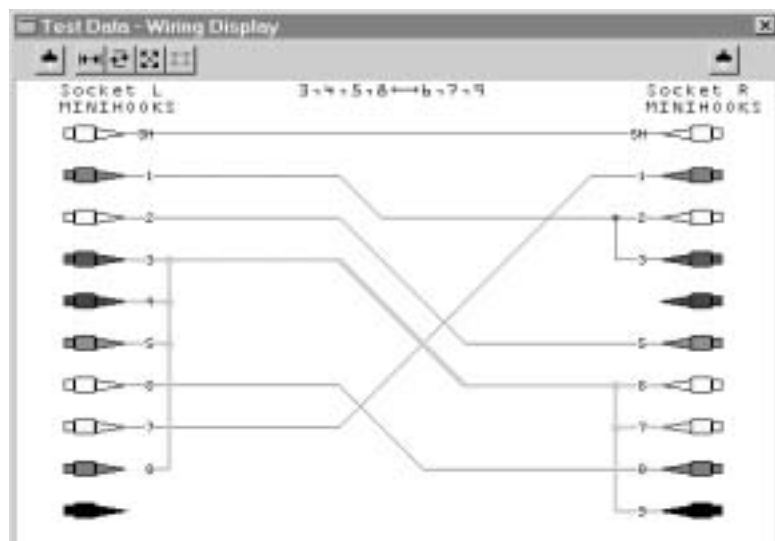 Test Data - Wiring Display
Socket L
MINIHOOKS
3,4,5,8↔6,7,9
Socket R
MINIHOOKS
SH SH
1 1
2 2
3 3
4
5 5
6 6
7 7
8 8
9